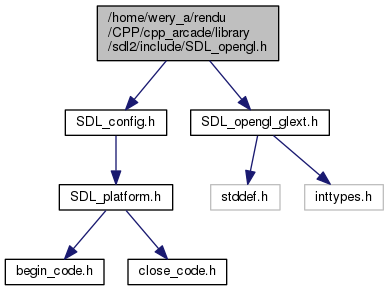 /home/wery_a/rendu
/CPP/cpp_arcade/library
/sdl2/include/SDL_opengl.h
SDL_config.h
SDL_opengl_glext.h
SDL_platform.h
stddef.h
inttypes.h
begin_code.h
close_code.h